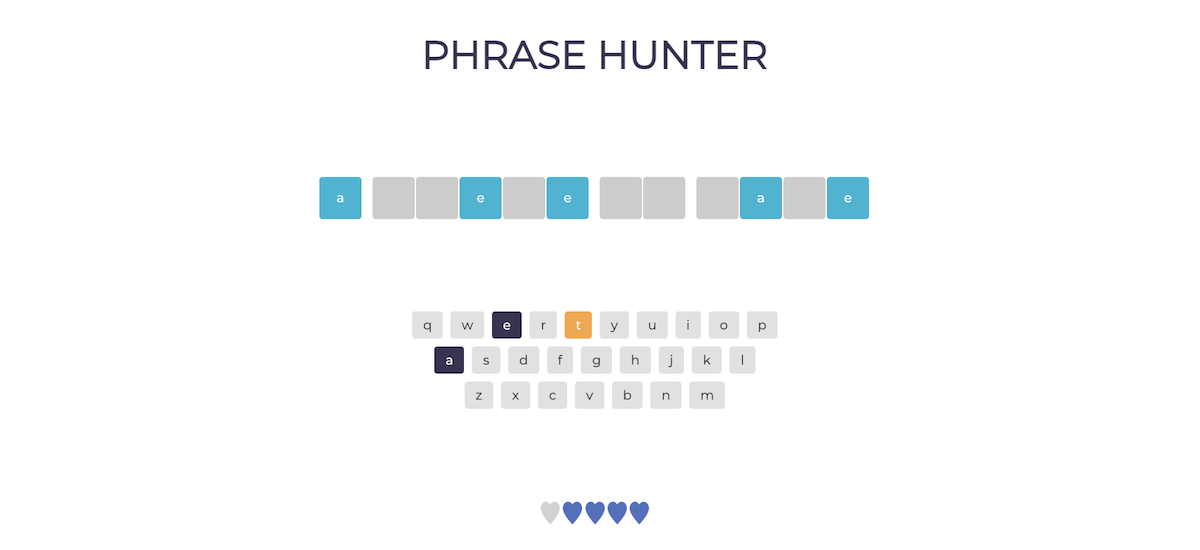 PHRASE HUNTER
a e e a e
q w e r t y u i o p
a s d f g h j k l
z x c v b n m